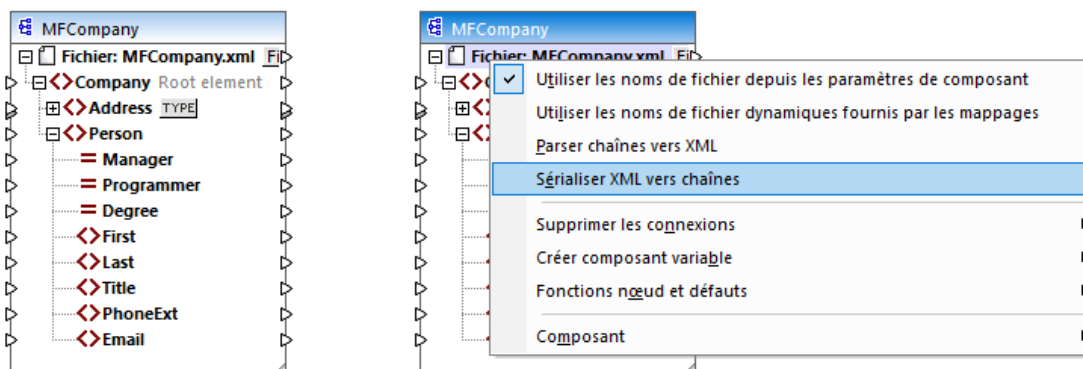 MFCompany
Fichier: MFCompany.xml Fi
Company Root element
Address TYPE
Person
Manager
Programmer
Degree
First
Last
Title
PhoneExt
Email
MFCompany
Fichier: MFCompany.xml Fi
Utiliser les noms de fichier depuis les paramètres de composant
Utiliser les noms de fichier dynamiques fournis par les mappages
Parser chaînes vers XML
Sérialiser XML vers chaînes
Supprimer les connexions
Créer composant variable
Fonctions nœud et défauts
Composant